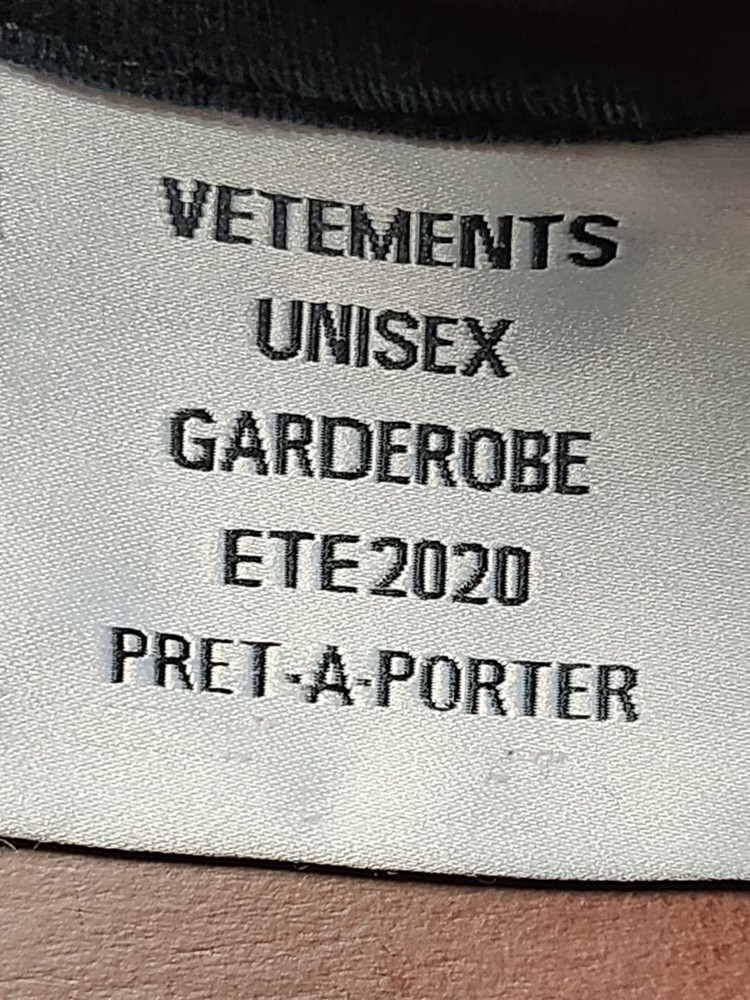 VETEMENTS
UNISEX
GARDEROBE
ETE2020
PRET-A-PORTER